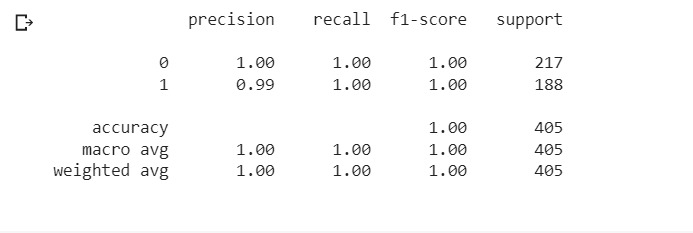 precision recall f1-score support
0 1.00 1.00 1.00 217
1 0.99 1.00 1.00 188
accuracy 1.00 405
macro avg 1.00 1.00 1.00 405
weighted avg 1.00 1.00 1.00 405